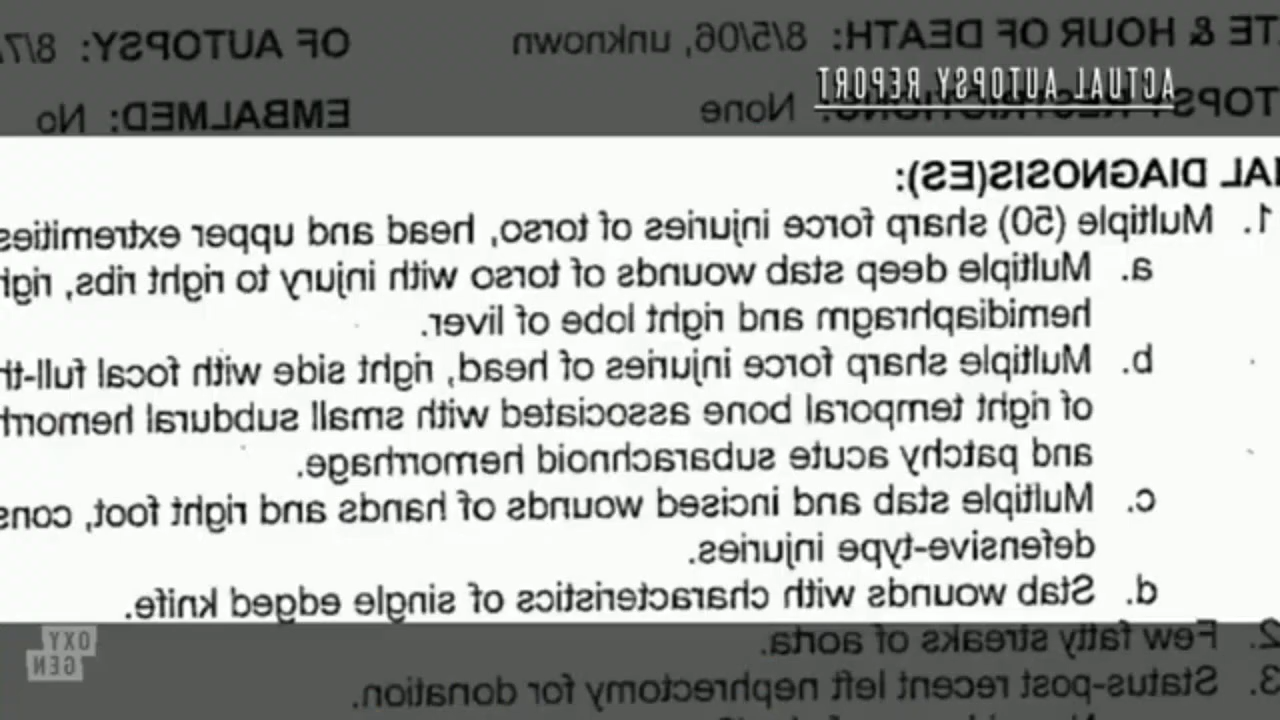 TE & HOUR OF DEATH: 8/5/06, unknown OF AUTOPSY: 8/7/
ACTUAL AUTOPSY REPORT
None EMBALMED: No
AL DIAGNOSIS(ES):
1. Multiple (50) sharp force injuries of torso, head and upper extremities
a. Multiple deep stab wounds of torso with injury to right ribs, righ
hemidiaphragm and right lobe of liver.
b. Multiple sharp force injuries of head, right side with focal full-th
of right temporal bone associated with small subdural hemorrh
and patchy acute subarachnoid hemorrhage.
c. Multiple stab and incised wounds of hands and right foot, cons
defensive-type injuries.
d. Stab wounds with characteristics of single edged knife.
2. Few fatty streaks of aorta.
3. Status-post recent left nephrectomy for donation.
OXY
GEN